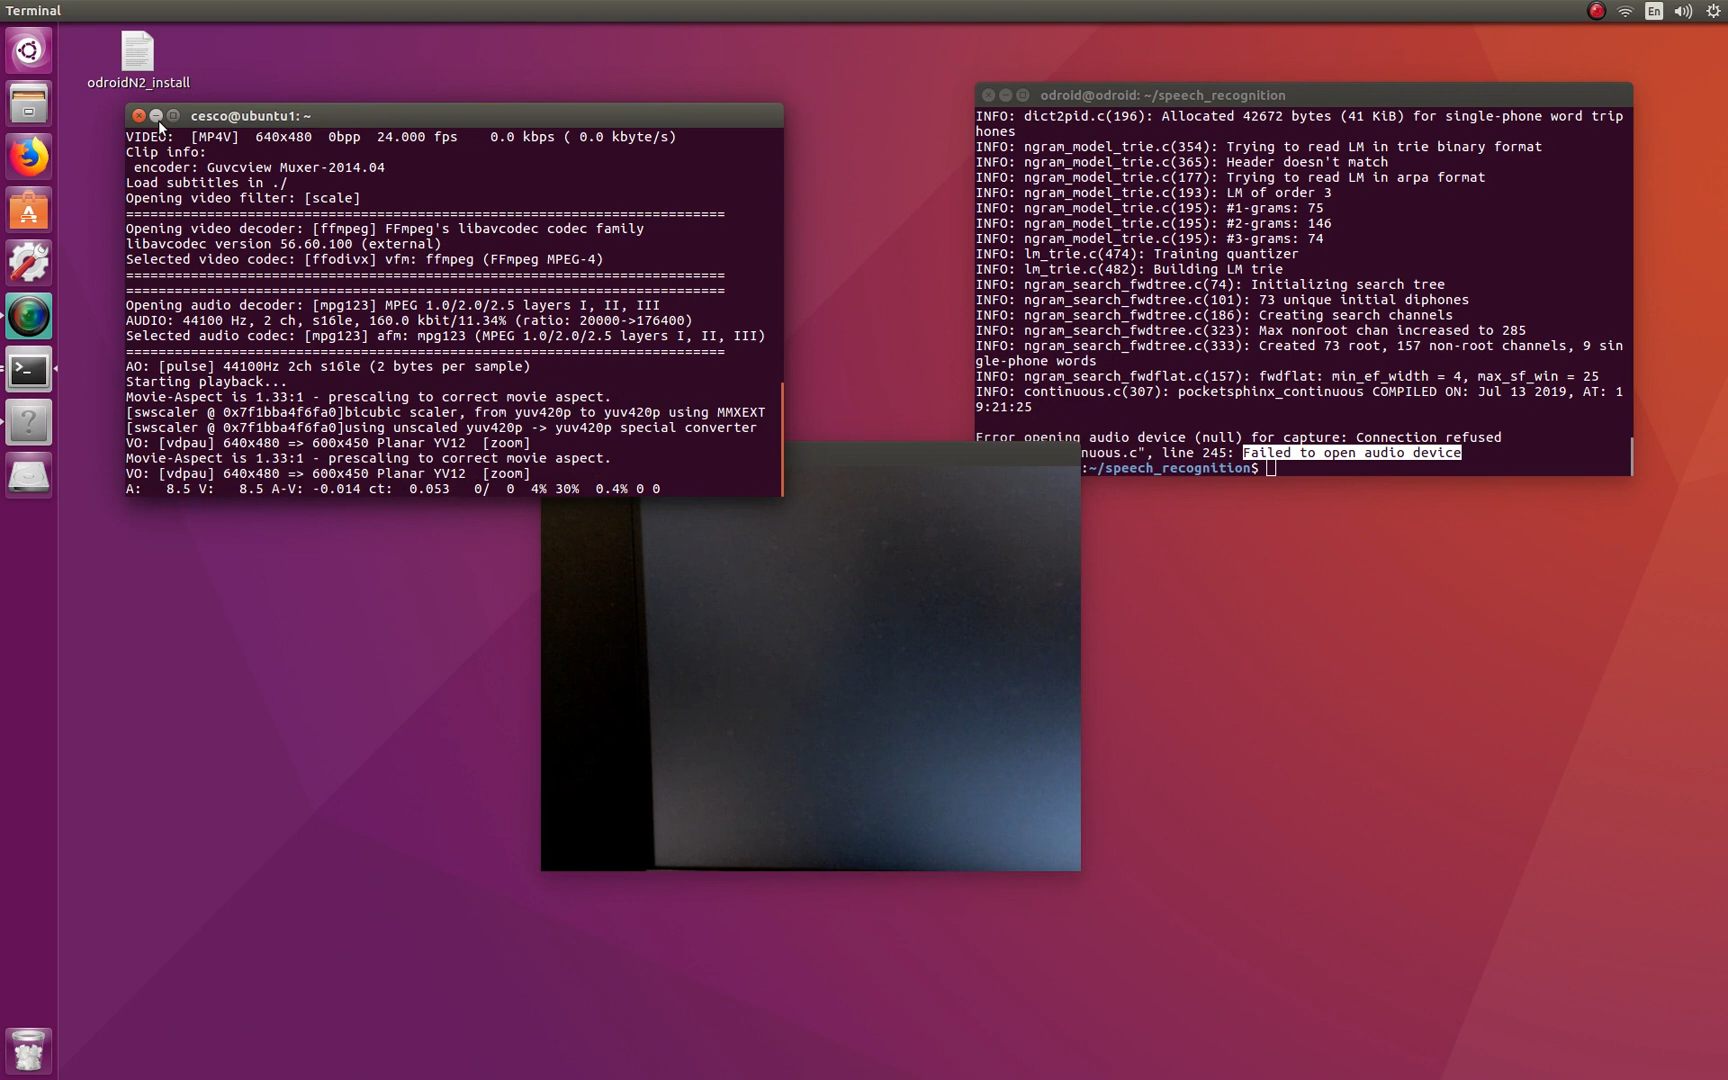 Terminal
En
odroidN2_install
cesco@ubuntu1: ~
VIDEO:  [MP4V]  640x480  0bpp  24.000 fps    0.0 kbps ( 0.0 kbyte/s)
Clip info:
 encoder: Guvcview Muxer-2014.04
Load subtitles in ./
Opening video filter: [scale]
==========================================================================
Opening video decoder: [ffmpeg] FFmpeg's libavcodec codec family
libavcodec version 56.60.100 (external)
Selected video codec: [ffodivx] vfm: ffmpeg (FFmpeg MPEG-4)
==========================================================================
==========================================================================
Opening audio decoder: [mpg123] MPEG 1.0/2.0/2.5 layers I, II, III
AUDIO: 44100 Hz, 2 ch, s16le, 160.0 kbit/11.34% (ratio: 20000->176400)
Selected audio codec: [mpg123] afm: mpg123 (MPEG 1.0/2.0/2.5 layers I, II, III)
==========================================================================
AO: [pulse] 44100Hz 2ch s16le (2 bytes per sample)
Starting playback...
Movie-Aspect is 1.33:1 - prescaling to correct movie aspect.
[swscaler @ 0x7f1bba4f6fa0]bicubic scaler, from yuv420p to yuv420p using MMXEXT
[swscaler @ 0x7f1bba4f6fa0]using unscaled yuv420p -> yuv420p special converter
VO: [vdpau] 640x480 => 600x450 Planar YV12  [zoom]
Movie-Aspect is 1.33:1 - prescaling to correct movie aspect.
VO: [vdpau] 640x480 => 600x450 Planar YV12  [zoom]
A:   8.5 V:   8.5 A-V: -0.014 ct:  0.053   0/  0  4% 30%  0.4% 0 0
odroid@odroid: ~/speech_recognition
INFO: dict2pid.c(196): Allocated 42672 bytes (41 KiB) for single-phone word trip
hones
INFO: ngram_model_trie.c(354): Trying to read LM in trie binary format
INFO: ngram_model_trie.c(365): Header doesn't match
INFO: ngram_model_trie.c(177): Trying to read LM in arpa format
INFO: ngram_model_trie.c(193): LM of order 3
INFO: ngram_model_trie.c(195): #1-grams: 75
INFO: ngram_model_trie.c(195): #2-grams: 146
INFO: ngram_model_trie.c(195): #3-grams: 74
INFO: lm_trie.c(474): Training quantizer
INFO: lm_trie.c(482): Building LM trie
INFO: ngram_search_fwdtree.c(74): Initializing search tree
INFO: ngram_search_fwdtree.c(101): 73 unique initial diphones
INFO: ngram_search_fwdtree.c(186): Creating search channels
INFO: ngram_search_fwdtree.c(323): Max nonroot chan increased to 285
INFO: ngram_search_fwdtree.c(333): Created 73 root, 157 non-root channels, 9 sin
gle-phone words
INFO: ngram_search_fwdflat.c(157): fwdflat: min_ef_width = 4, max_sf_win = 25
INFO: continuous.c(307): pocketsphinx_continuous COMPILED ON: Jul 13 2019, AT: 1
9:21:25
Error opening audio device (null) for capture: Connection refused
nuous.c", line 245: Failed to open audio device
:~/speech_recognition$